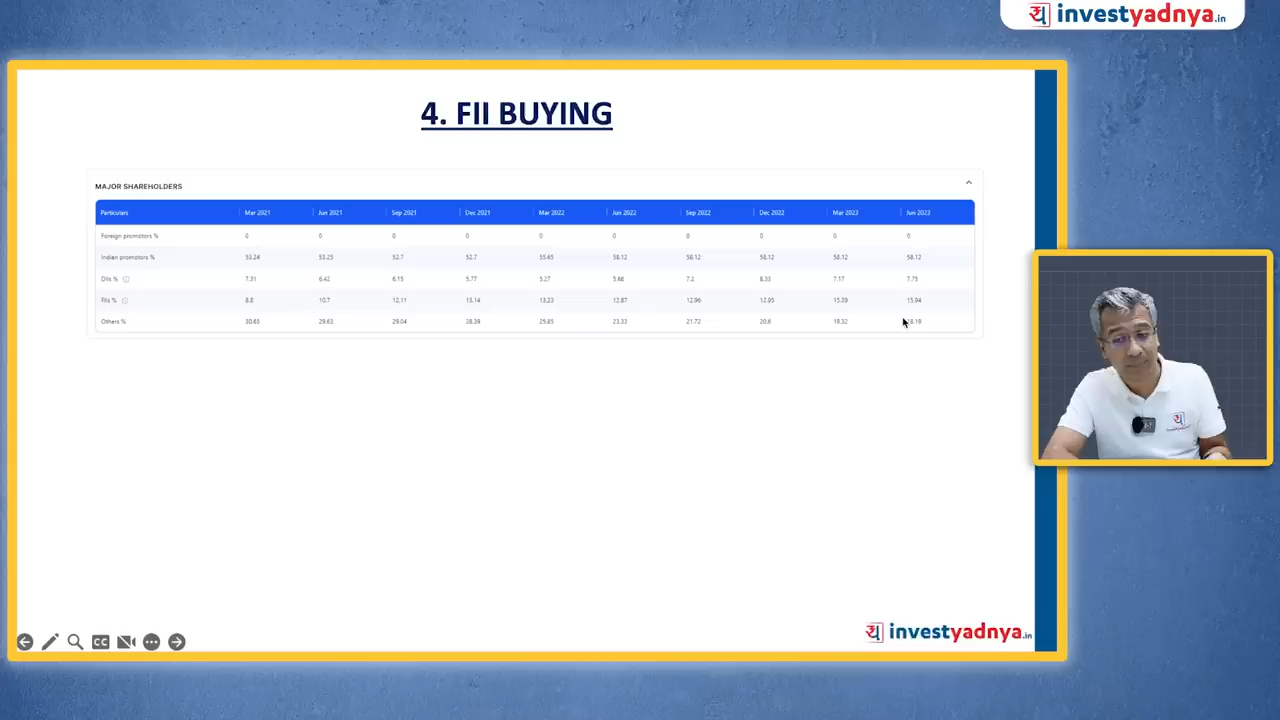 investyadnya.in
4. FII BUYING
MAJOR SHAREHOLDERS
Particulars Mar 2021 Jun 2021 Sep 2021 Dec 2021 Mar 2022 Jun 2022 Sep 2022 Dec 2022 Mar 2023 Jun 2023
Foreign promotors % 0 0 0 0 0 0 0 0 0 0
Indian promotors % 53.24 53.25 52.7 52.7 55.65 58.12 58.12 58.12 58.12 58.12
DIIs % 7.31 6.42 6.15 5.77 5.27 5.68 7.2 8.33 7.17 7.75
FIIs % 8.8 10.7 12.11 13.14 13.23 12.87 12.96 12.95 15.39 15.94
Others % 30.65 29.63 29.04 28.39 25.85 23.33 21.72 20.6 19.32 18.19
CC
investyadnya.in